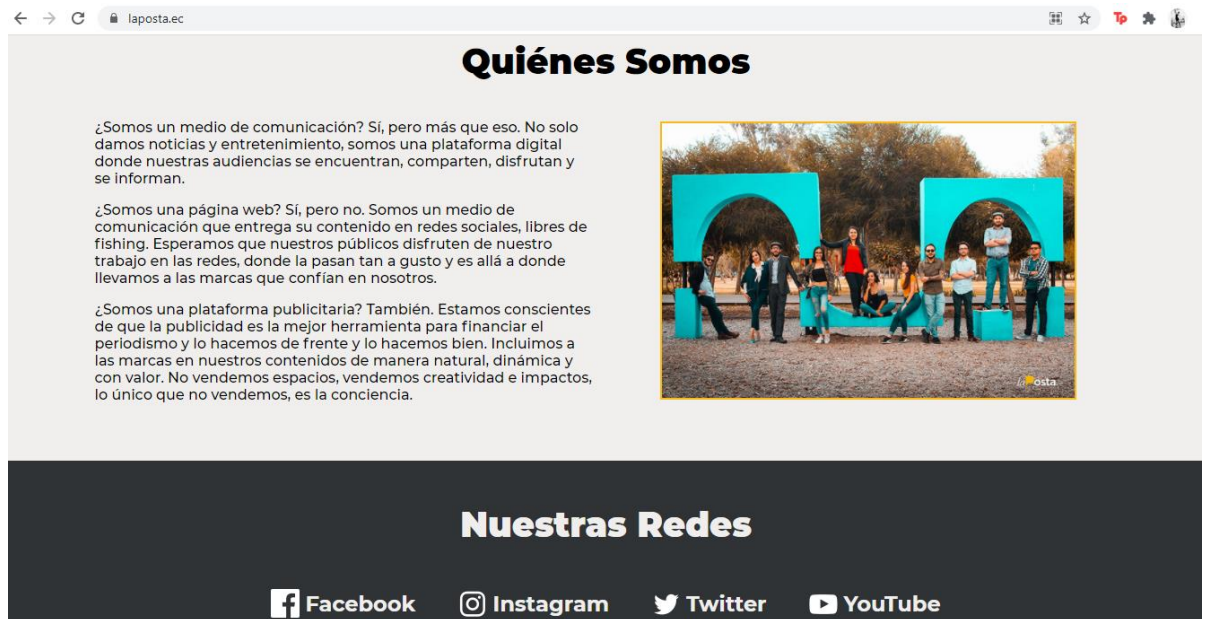 laposta.ec
Quiénes Somos
¿Somos un medio de comunicación? Sí, pero más que eso. No solo
damos noticias y entretenimiento, somos una plataforma digital
donde nuestras audiencias se encuentran, comparten, disfrutan y
se informan.
¿Somos una página web? Sí, pero no. Somos un medio de
comunicación que entrega su contenido en redes sociales, libres de
fishing. Esperamos que nuestros públicos disfruten de nuestro
trabajo en las redes, donde la pasan tan a gusto y es allá a donde
llevamos a las marcas que confían en nosotros.
¿Somos una plataforma publicitaria? También. Estamos conscientes
de que la publicidad es la mejor herramienta para financiar el
periodismo y lo hacemos de frente y lo hacemos bien. Incluimos a
las marcas en nuestros contenidos de manera natural, dinámica y
con valor. No vendemos espacios, vendemos creatividad e impactos,
lo único que no vendemos, es la conciencia.
laPosta
Nuestras Redes
Facebook Instagram Twitter YouTube